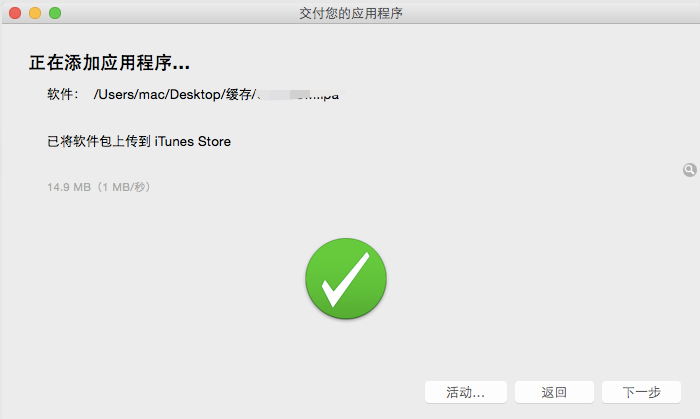 交付您的应用程序
正在添加应用程序...
软件： /Users/mac/Desktop/缓存/
已将软件包上传到 iTunes Store
14.9 MB（1 MB/秒）
活动... 返回 下一步